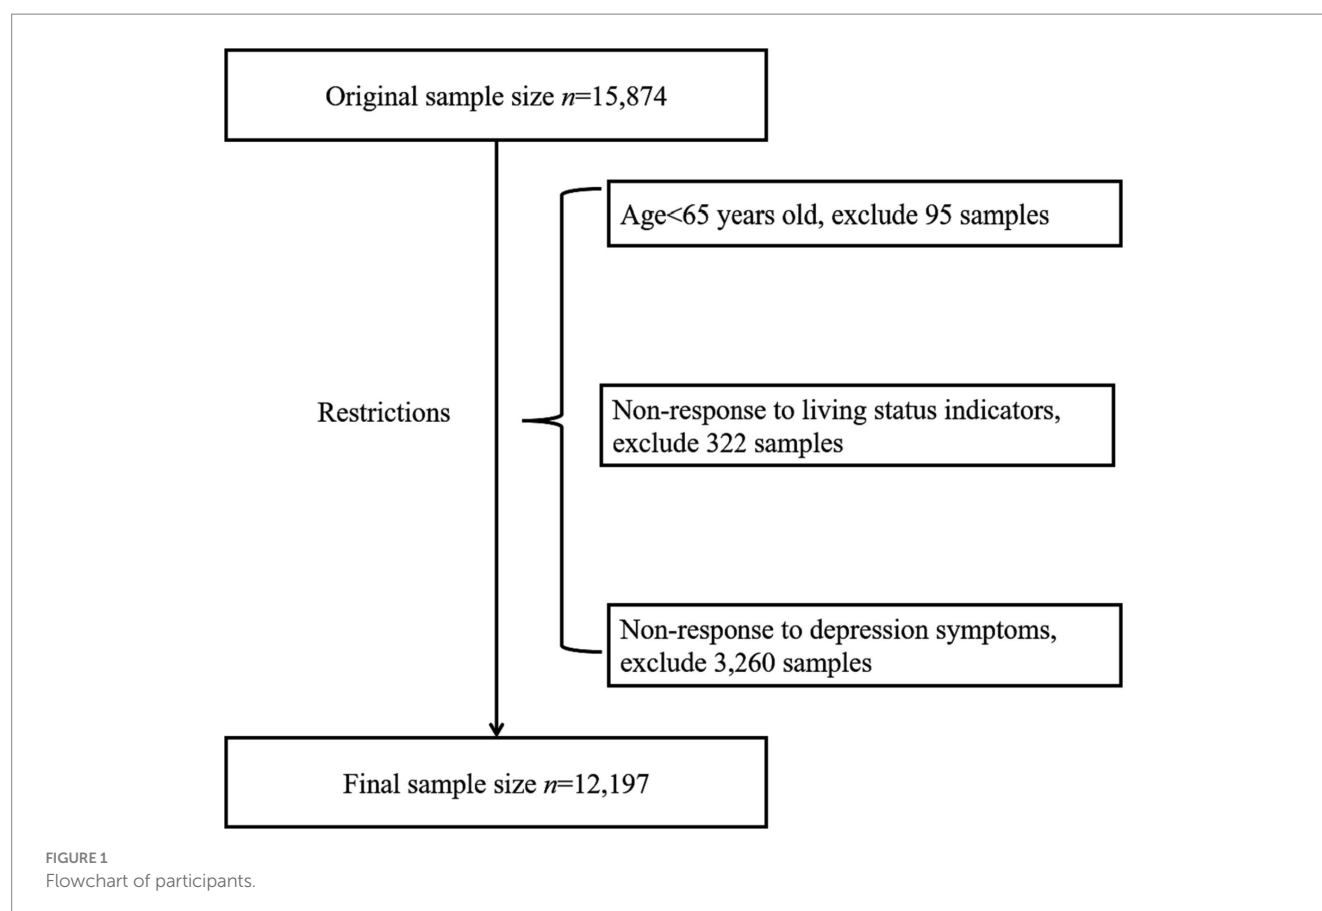 Original sample size n=15,874
Age<65 years old, exclude 95 samples
Restrictions
Non-response to living status indicators,
exclude 322 samples
Non-response to depression symptoms,
exclude 3,260 samples
Final sample size n=12,197
FIGURE 1
Flowchart of participants.